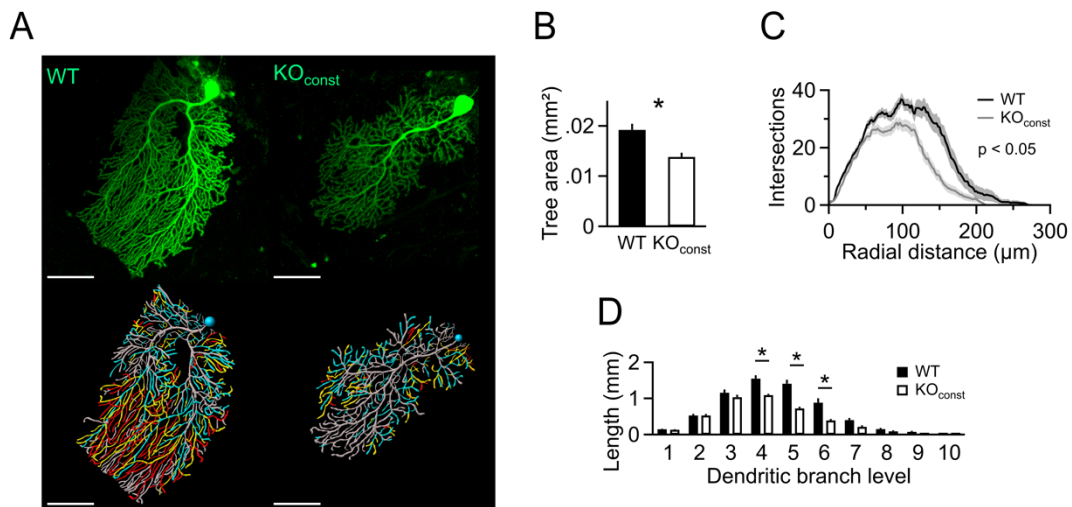 A
WT
KOconst
B
Tree area (mm²)
.02
.01
0
*
WT KOconst
C
Intersections
40
20
0
0 100 200 300
Radial distance (µm)
WT
KOconst
p < 0.05
D
Length (mm)
2
1
0
* * *
WT
KOconst
1 2 3 4 5 6 7 8 9 10
Dendritic branch level